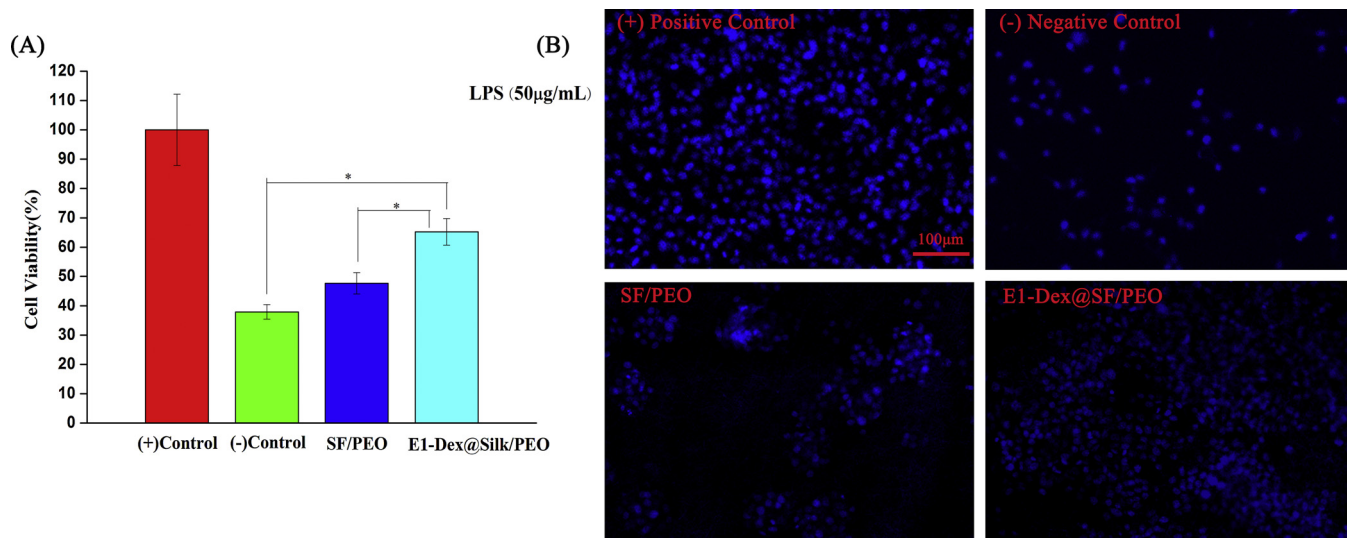 (A)
Cell Viability(%)
120
110
100
90
80
70
60
50
40
30
20
10
0
LPS (50μg/mL)
*
*
(+)Control (-)Control SF/PEO E1-Dex@Silk/PEO
(B)
(+) Positive Control
100μm
(-) Negative Control
SF/PEO
E1-Dex@SF/PEO